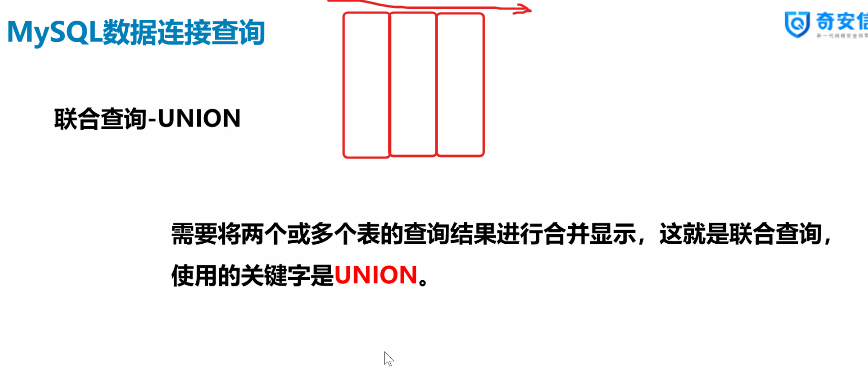 MySQL数据连接查询
奇安信
联合查询-UNION
需要将两个或多个表的查询结果进行合并显示，这就是联合查询，
使用的关键字是UNION。